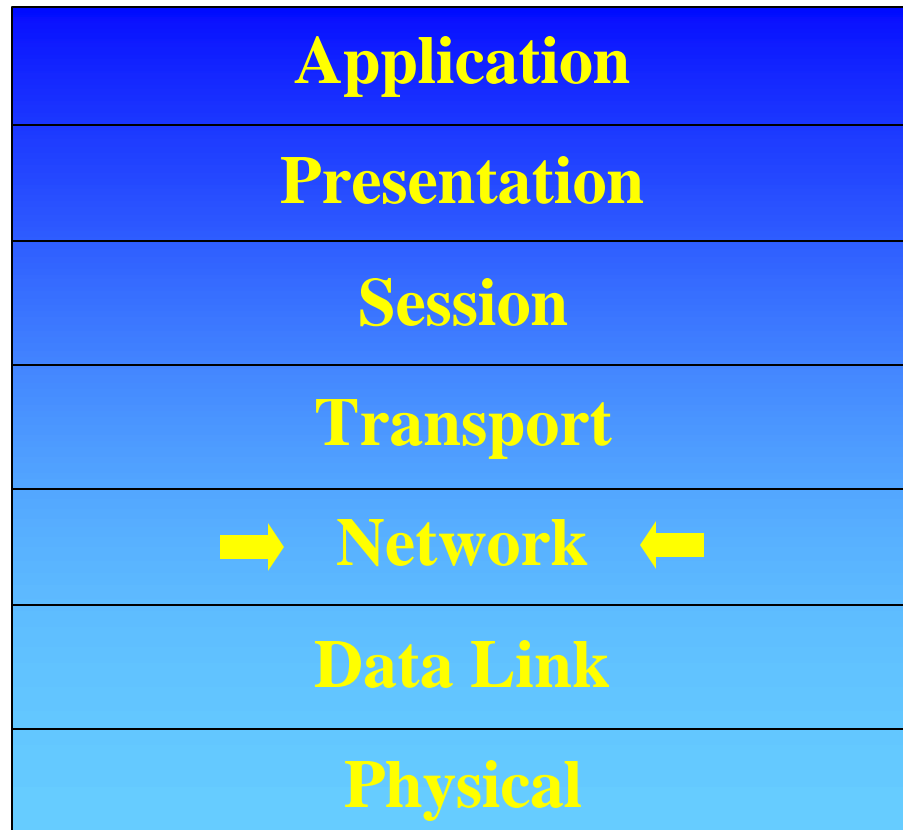 Application
Presentation
Session
Transport
Network
Data Link
Physical